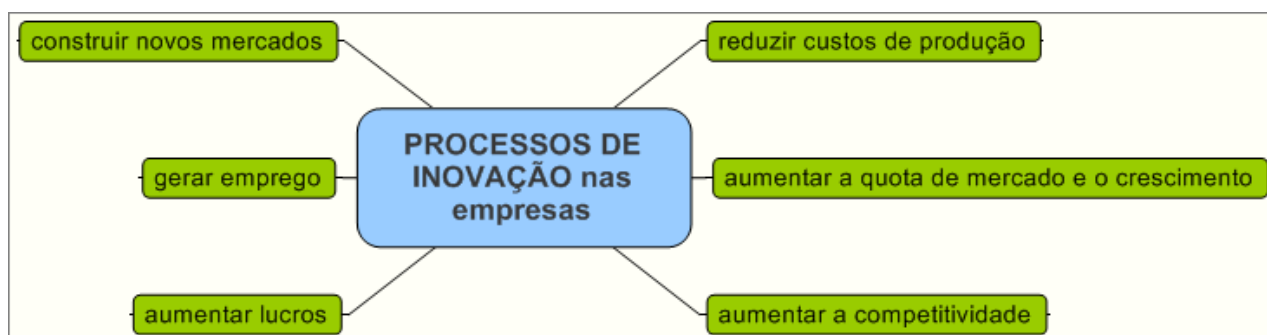 construir novos mercados
reduzir custos de produção
PROCESSOS DE
INOVAÇÃO nas
empresas
gerar emprego
aumentar a quota de mercado e o crescimento
aumentar lucros
aumentar a competitividade